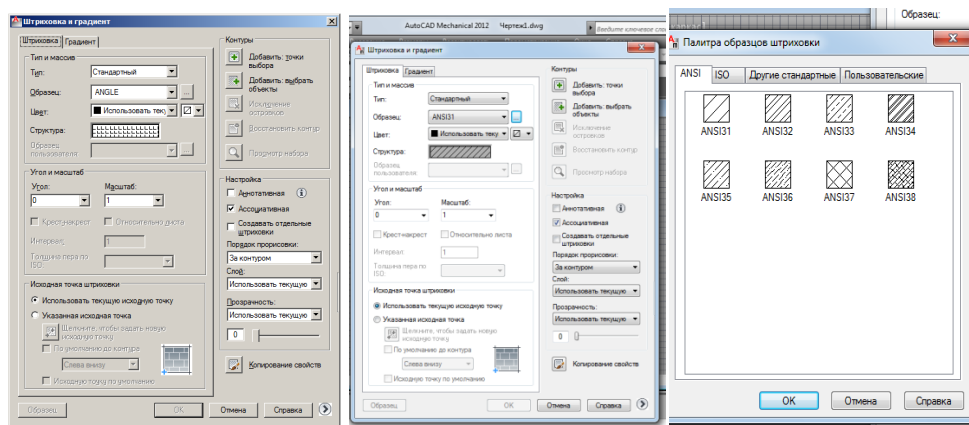 Штриховка и градиент
Штриховка Градиент
Тип и массив
Тип: Стандартный
Образец: ANGLE ...
Цвет: Использовать теку
Структура:
Образец пользователя: ...
Угол и масштаб
Угол: Масштаб:
0 1
Крест-накрест Относительно листа
Интервал: 1
Толщина пера по ISO:
Исходная точка штриховки
Использовать текущую исходную точку
Указанная исходная точка
Щелкните, чтобы задать новую
исходную точку
По умолчанию до контура
Слева внизу
Исходную точку по умолчанию
Контуры
Добавить: точки
выбора
Добавить: выбрать
объекты
Исключение
островков
Восстановить контур
Просмотр набора
Настройка
Аннотативная
Ассоциативная
Создавать отдельные
штриховки
Порядок прорисовки:
За контуром
Слой:
Использовать текущую
Прозрачность:
Использовать текущую
0
Копирование свойств
Образец OK Отмена Справка
AutoCAD Mechanical 2012 Чертеж1.dwg
Введите ключевое сло
Штриховка и градиент
Штриховка Градиент
Тип и массив
Тип: Стандартный
Образец: ANSI31 ...
Цвет: Использовать теку
Структура:
Образец
пользователя: ...
Угол и масштаб
Угол: Масштаб:
0 1
Крест-накрест Относительно листа
Интервал: 1
Толщина пера по
ISO:
Исходная точка штриховки
Использовать текущую исходную точку
Указанная исходная точка
Щелкните, чтобы задать новую
исходную точку
По умолчанию до контура
Слева внизу
Исходную точку по умолчанию
Контуры
Добавить: точки
выбора
Добавить: выбрать
объекты
Исключение
островков
Восстановить контур
Просмотр набора
Настройка
Аннотативная
Ассоциативная
Создавать отдельные
штриховки
Порядок прорисовки:
За контуром
Слой:
Использовать текущую
Прозрачность:
Использовать текущую
0
Копирование свойств
Образец OK Отмена Справка
Образец:
Палитра образцов штриховки
ANSI ISO Другие стандартные Пользовательские
ANSI31 ANSI32 ANSI33 ANSI34
ANSI35 ANSI36 ANSI37 ANSI38
OK Отмена Справка